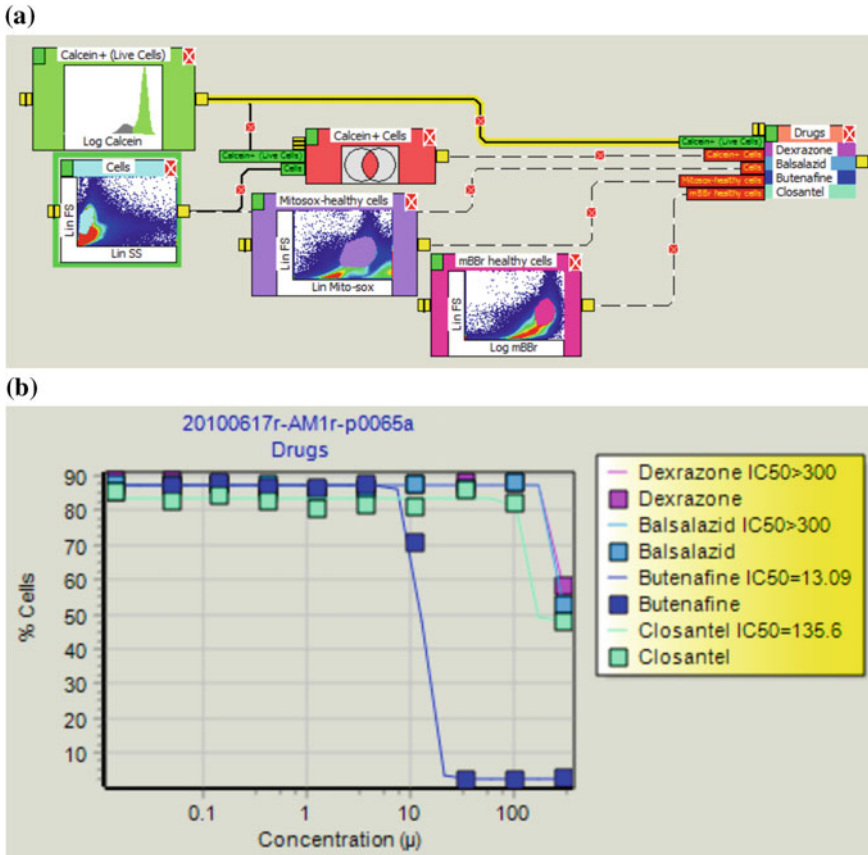 (a)
Calcein+ (Live Cells)
Log Calcein
Cells
Lin FS
Lin SS
Calcein+ (Live Cells)
Cells
Calcein+ Cells
Mitosox-healthy cells
Lin FS
Lin Mito-sox
mBBr healthy cells
Lin FS
Log mBBr
Calcein+ (Live Cells)
Calcein+ Cells
Cells
Mitosox-healthy cells
mBBr healthy cells
Drugs
Dexrazone
Balsalazid
Butenafine
Closantel
(b)
20100617r-AM1r-p0065a
Drugs
% Cells
90
80
70
60
50
40
30
20
10
0.1
1
10
100
Concentration (µ)
Dexrazone IC50>300
Dexrazone
Balsalazid IC50>300
Balsalazid
Butenafine IC50=13.09
Butenafine
Closantel IC50=135.6
Closantel